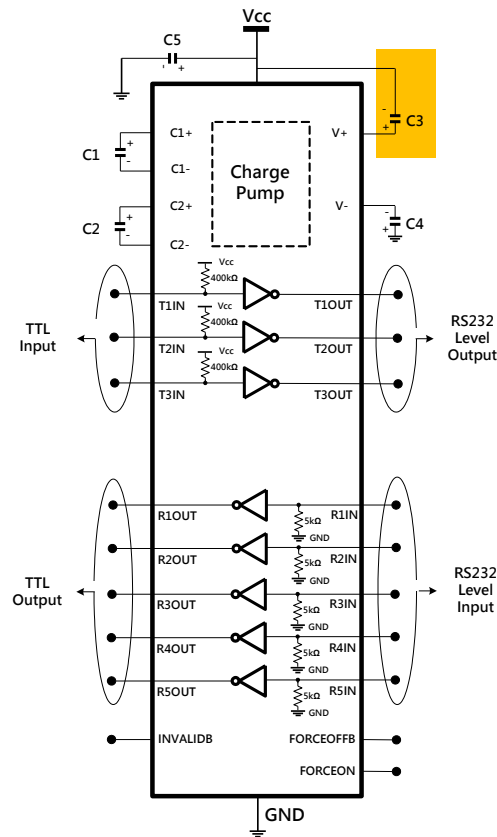 Vcc
C5
- +
C1+
C1
+
-
C1-
C2+
C2
+
-
C2-
Charge
Pump
V+
-
+
C3
V-
-
+
C4
TTL
Input
T1IN
Vcc
400kΩ
T1OUT
T2IN
Vcc
400kΩ
T2OUT
T3IN
Vcc
400kΩ
T3OUT
RS232
Level
Output
TTL
Output
R1OUT
5kΩ
GND
R1IN
R2OUT
5kΩ
GND
R2IN
R3OUT
5kΩ
GND
R3IN
R4OUT
5kΩ
GND
R4IN
R5OUT
5kΩ
GND
R5IN
RS232
Level
Input
INVALIDB
FORCEOFFB
FORCEON
GND